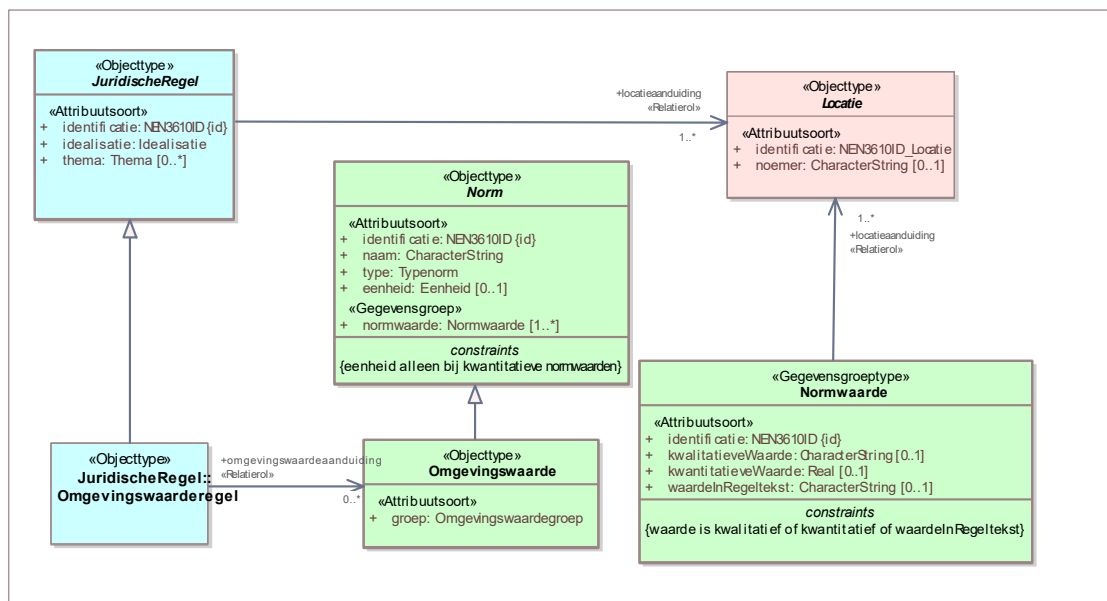 «Objecttype»
JuridischeRegel
«Attribuutsoort»
+ identificatie: NEN3610ID {id}
+ idealisatie: Idealisatie
+ thema: Thema [0..*]
+locatieaanduiding
«Relatierol»
1..*
«Objecttype»
Locatie
«Attribuutsoort»
+ identificatie: NEN3610ID_Locatie
+ noemer: CharacterString [0..1]
«Objecttype»
Norm
«Attribuutsoort»
+ identificatie: NEN3610ID {id}
+ naam: CharacterString
+ type: Typenorm
+ eenheid: Eenheid [0..1]
«Gegevensgroep»
+ normwaarde: Normwaarde [1..*]
constraints
{eenheid alleen bij kwantitatieve normwaarden}
1..*
+locatieaanduiding
«Relatierol»
«Gegevensgroeptype»
Normwaarde
«Attribuutsoort»
+ identificatie: NEN3610ID {id}
+ kwalitatieveWaarde: CharacterString [0..1]
+ kwantitatieveWaarde: Real [0..1]
+ waardeInRegeltekst: CharacterString [0..1]
constraints
{waarde is kwalitatief of kwantitatief of waardeInRegeltekst}
«Objecttype»
JuridischeRegel::
Omgevingswaarderegel
+omgevingswaardeaanduiding
«Relatierol»
0..*
«Objecttype»
Omgevingswaarde
«Attribuutsoort»
+ groep: Omgevingswaardegroep